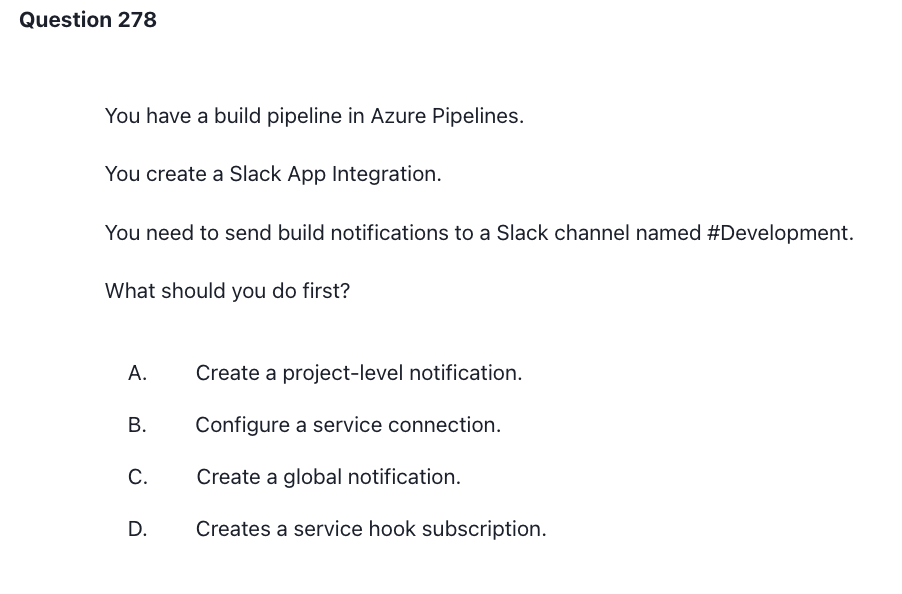 Question 278
You have a build pipeline in Azure Pipelines.
You create a Slack App Integration.
You need to send build notifications to a Slack channel named #Development.
What should you do first?
A. Create a project-level notification.
B. Configure a service connection.
C. Create a global notification.
D. Creates a service hook subscription.